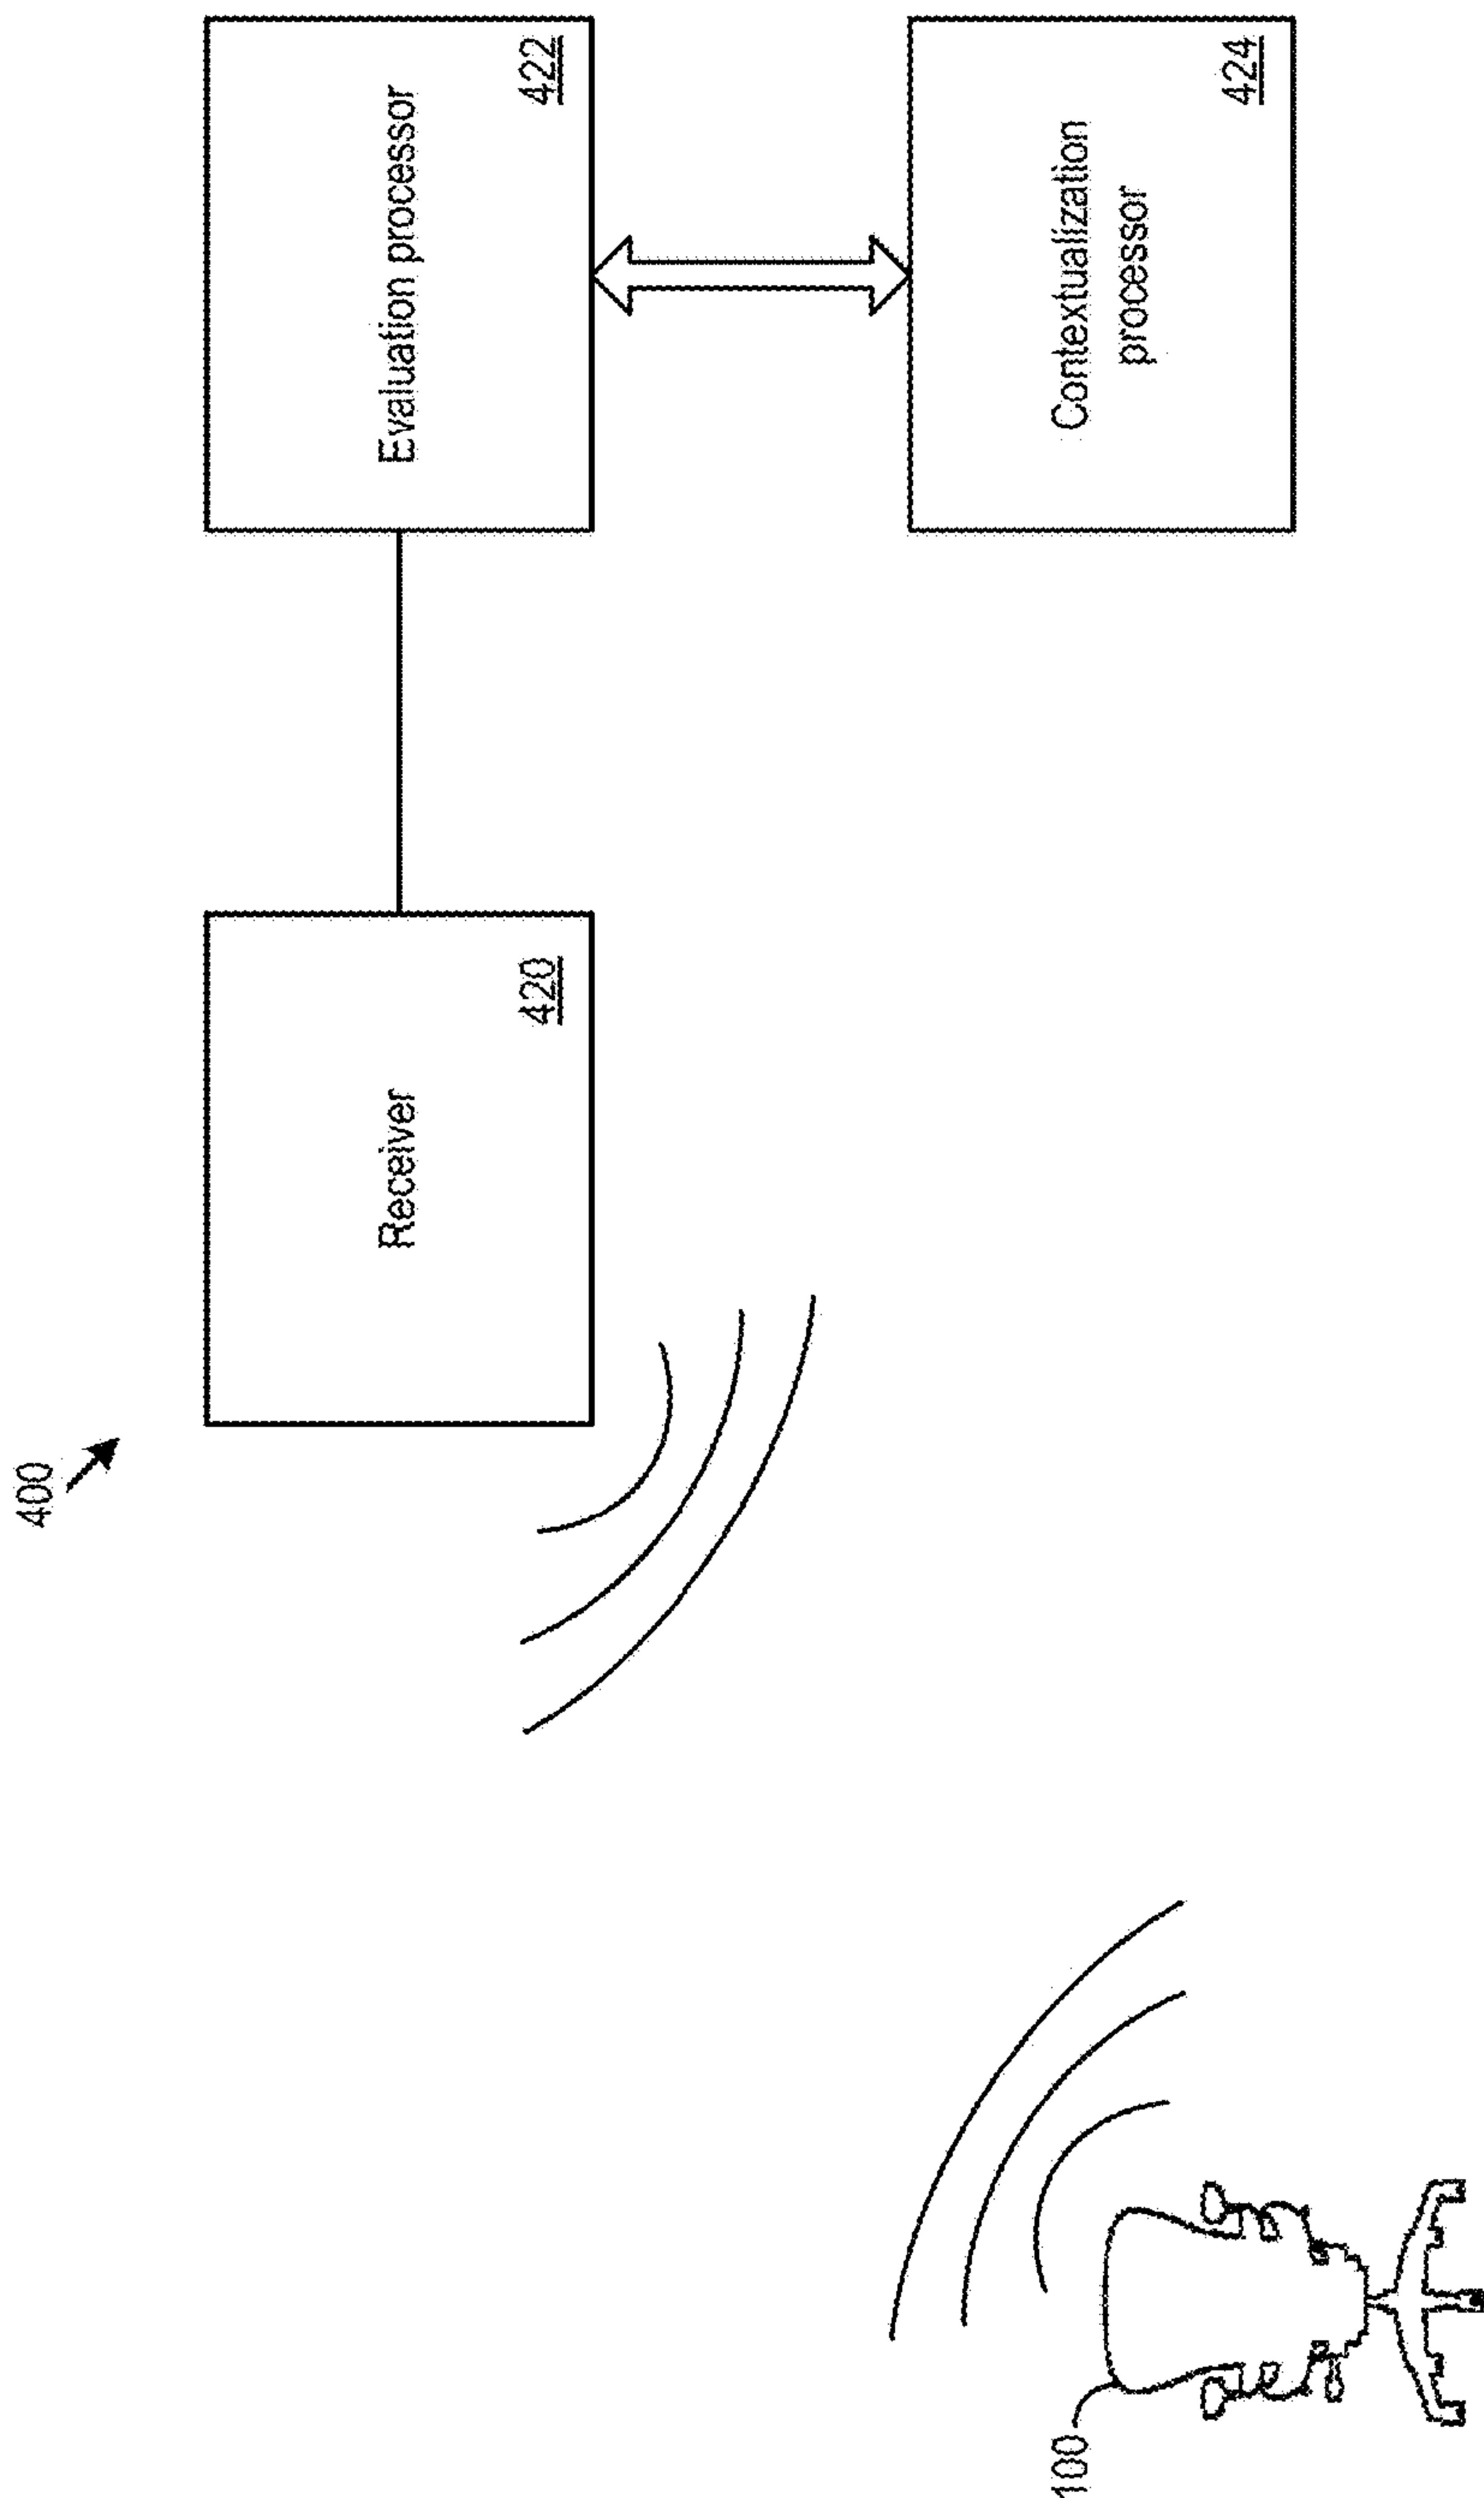 400
Receiver
420
Evaluation processor
422
100
Contextualization
processor
424